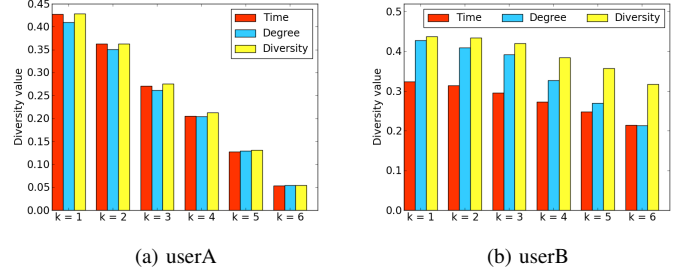 0.45
0.40
0.35
0.30
0.25
0.20
0.15
0.10
0.05
0.00
Diversity value
Time
Degree
Diversity
k = 1 k = 2 k = 3 k = 4 k = 5 k = 6
(a) userA
0.5
0.4
0.3
0.2
0.1
0.0
Diversity value
Time Degree Diversity
k = 1 k = 2 k = 3 k = 4 k = 5 k = 6
(b) userB